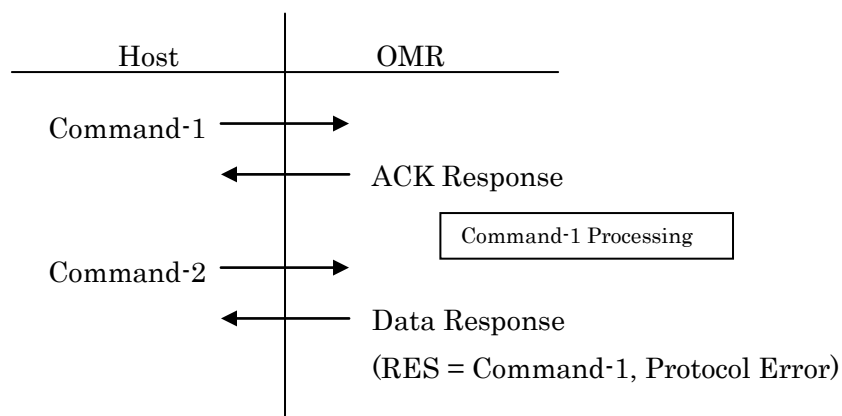 Host OMR
Command-1
ACK Response
Command-1 Processing
Command-2
Data Response
(RES = Command-1, Protocol Error)